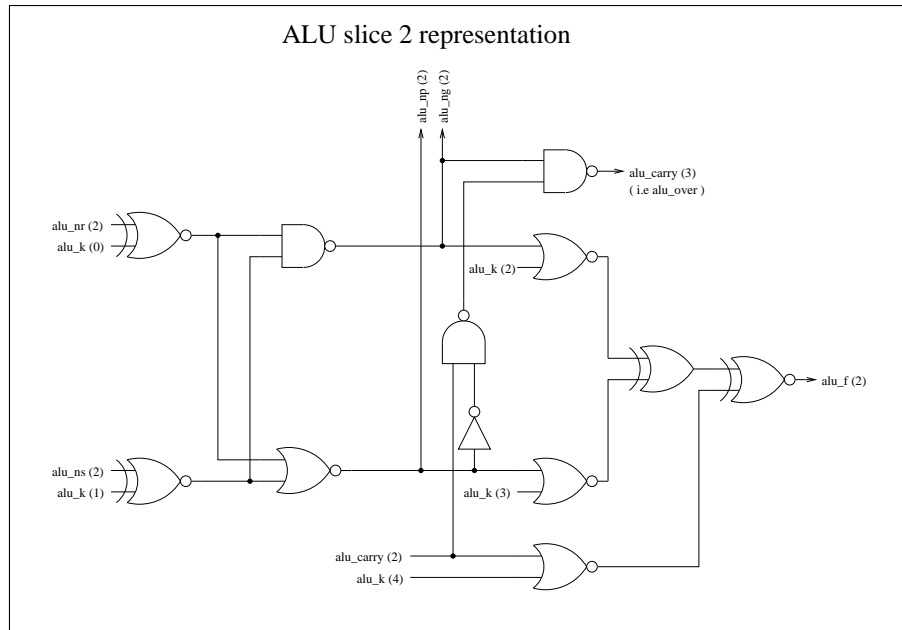 ALU slice 2 representation
alu_np (2)
alu_ng (2)
alu_carry (3)
( i.e alu_over )
alu_nr (2)
alu_k (0)
alu_k (2)
alu_f (2)
alu_ns (2)
alu_k (1)
alu_k (3)
alu_carry (2)
alu_k (4)